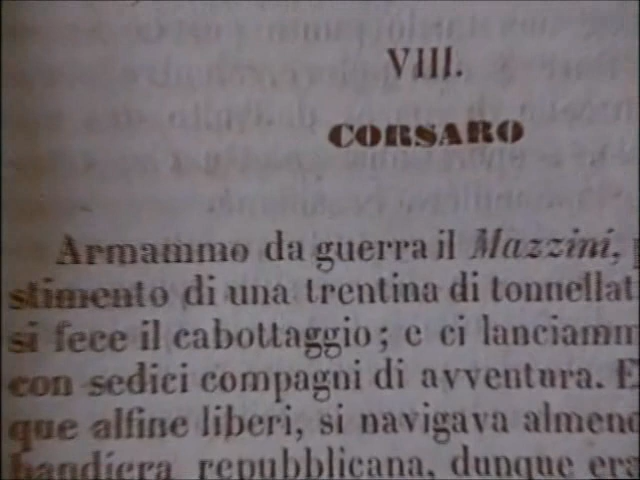 VIII.
CORSARO
Armammo da guerra il Mazzini,
stimento di una trentina di tonnellat
si fece il cabottaggio; e ci lanciamm
con sedici compagni di avventura. E
que alfine liberi, si navigava almeno
bandiera repubblicana, dunque era